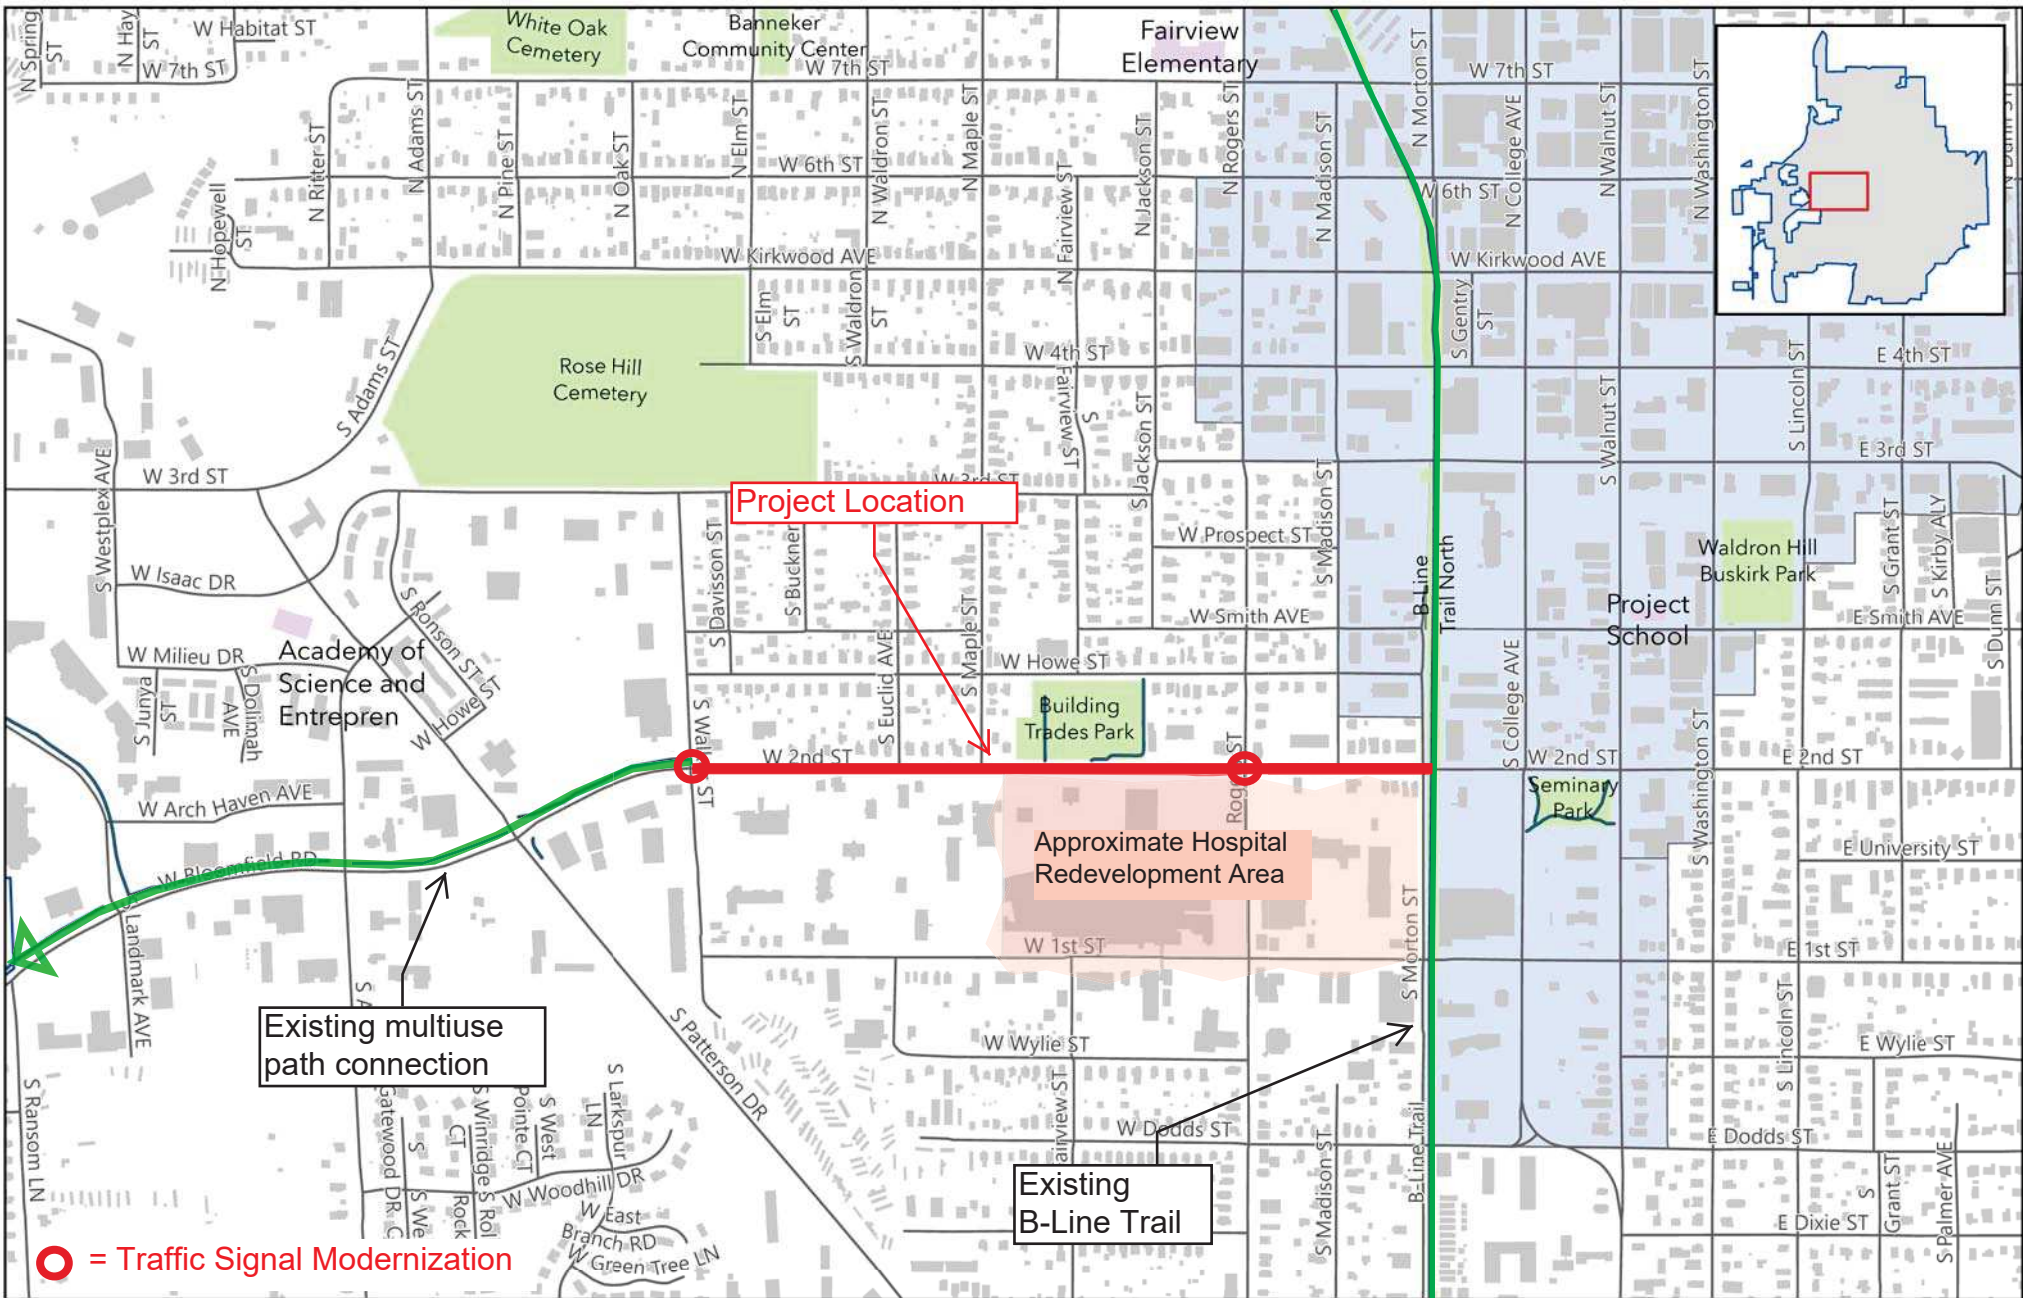 N Spring
ST
N Hay
ST
W Habitat ST
W 7th ST
White Oak
Cemetery
Banneker
Community Center
W 7th ST
Fairview
Elementary
N Morton ST
W 7th ST
N Ritter ST
N Adams ST
N Pine ST
N Oak ST
N Elm ST
N Waldron ST
N Maple ST
N Fairview ST
N Jackson ST
N Rogers ST
N Madison ST
N College AVE
N Walnut ST
N Washington ST
N Dunn ST
W 6th ST
W 6th ST
N Hopewell
ST
W Kirkwood AVE
W Kirkwood AVE
S Elm
ST
S Waldron
ST
S Gentry
ST
S Adams ST
Rose Hill
Cemetery
W 4th ST
E 4th ST
S Fairview ST
S Jackson ST
S Walnut ST
S Lincoln ST
E 3rd ST
W 3rd ST
W 3rd ST
S Westplex AVE
Project Location
S Madison ST
W Prospect ST
S Davisson ST
S Buckner
B-Line
Trail North
Waldron Hill
Buskirk Park
S Grant ST
S Kirby ALY
S Dunn ST
W Isaac DR
S Ronson ST
W Smith AVE
Project
School
E Smith AVE
Academy of
Science and
Entrepren
W Milieu DR
S Junya
ST
S Dolimah
AVE
W Howe ST
W Howe ST
S Euclid AVE
S Maple ST
Building
Trades Park
S College AVE
S Washington ST
W 2nd ST
W 2nd ST
E 2nd ST
Seminary
Park
W Arch Haven AVE
W Bloomfield RD
Approximate Hospital
Redevelopment Area
E University ST
S Landmark AVE
W 1st ST
E 1st ST
S Morton ST
Existing multiuse
path connection
S Patterson DR
W Wylie ST
E Wylie ST
S Lincoln ST
S Ransom LN
Gatewood DR
S Winridge
CT
S West
Pointe CT
S Larkspur
LN
W Dodds ST
E Dodds ST
W Woodhill DR
Existing
B-Line Trail
S Madison ST
B-Line Trail
S
Grant ST
S Palmer AVE
E Dixie ST
W East
Branch RD
W Green Tree LN
S We
Rock
S Rol
= Traffic Signal Modernization